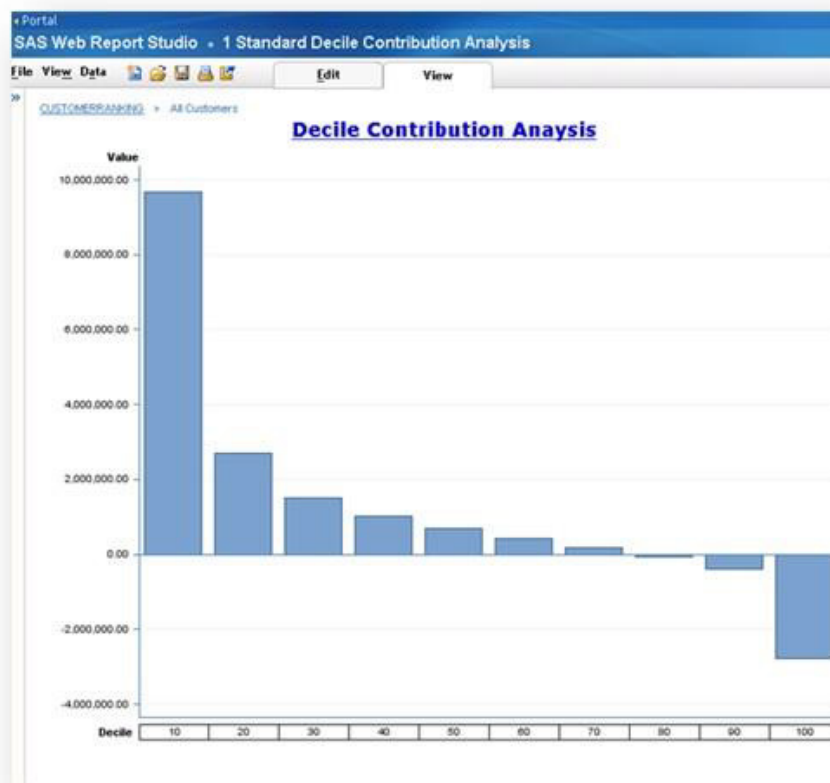 Portal
SAS Web Report Studio • 1 Standard Decile Contribution Analysis
File View Data Edit View
»
CUSTOMERRANKING » All Customers
Decile Contribution Anaysis
Value
10,000,000.00
8,000,000.00
6,000,000.00
4,000,000.00
2,000,000.00
0.00
-2,000,000.00
-4,000,000.00
Decile 10 20 30 40 50 60 70 80 90 100